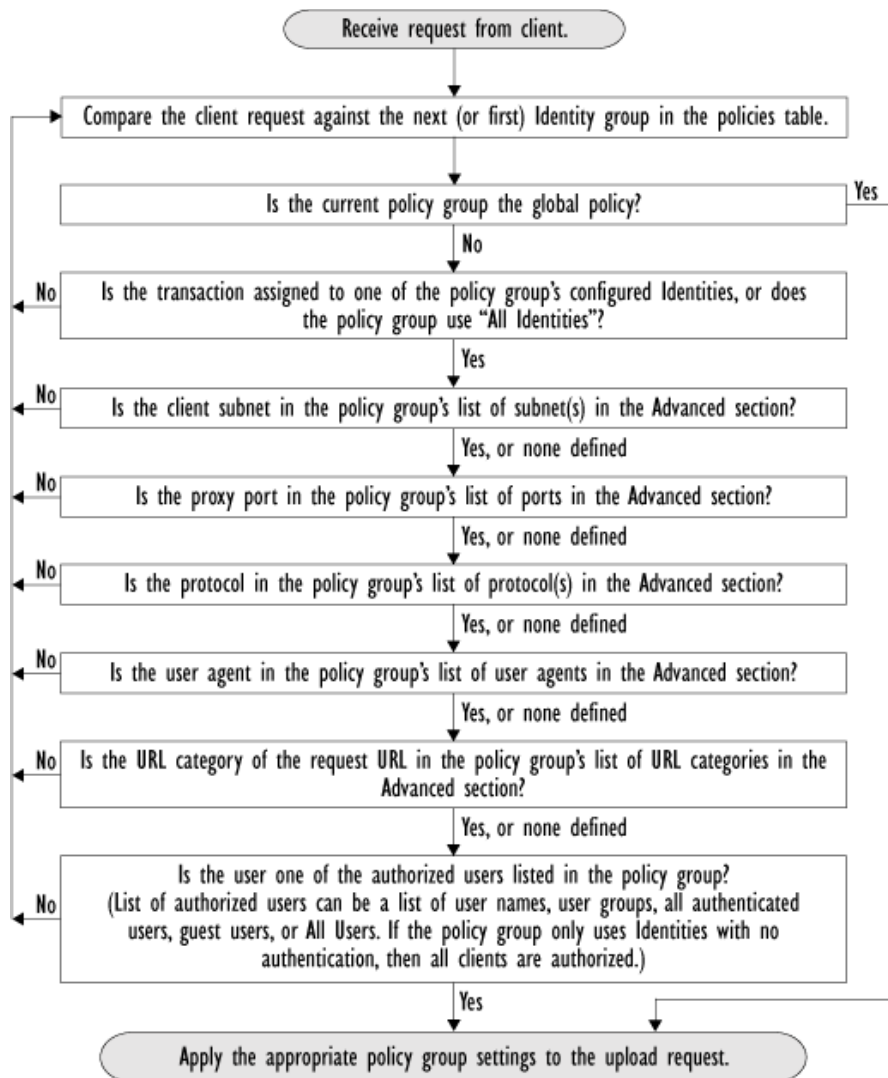 Receive request from client.
Compare the client request against the next (or first) Identity group in the policies table.
Is the current policy group the global policy?
Yes
No
Is the transaction assigned to one of the policy group's configured Identities, or does
the policy group use “All Identities”?
No
Yes
Is the client subnet in the policy group's list of subnet(s) in the Advanced section?
No
Yes, or none defined
Is the proxy port in the policy group's list of ports in the Advanced section?
No
Yes, or none defined
Is the protocol in the policy group's list of protocol(s) in the Advanced section?
No
Yes, or none defined
Is the user agent in the policy group's list of user agents in the Advanced section?
No
Yes, or none defined
Is the URL category of the request URL in the policy group's list of URL categories in the
Advanced section?
No
Yes, or none defined
Is the user one of the authorized users listed in the policy group?
(List of authorized users can be a list of user names, user groups, all authenticated
users, guest users, or All Users. If the policy group only uses Identities with no
authentication, then all clients are authorized.)
No
Yes
Apply the appropriate policy group settings to the upload request.